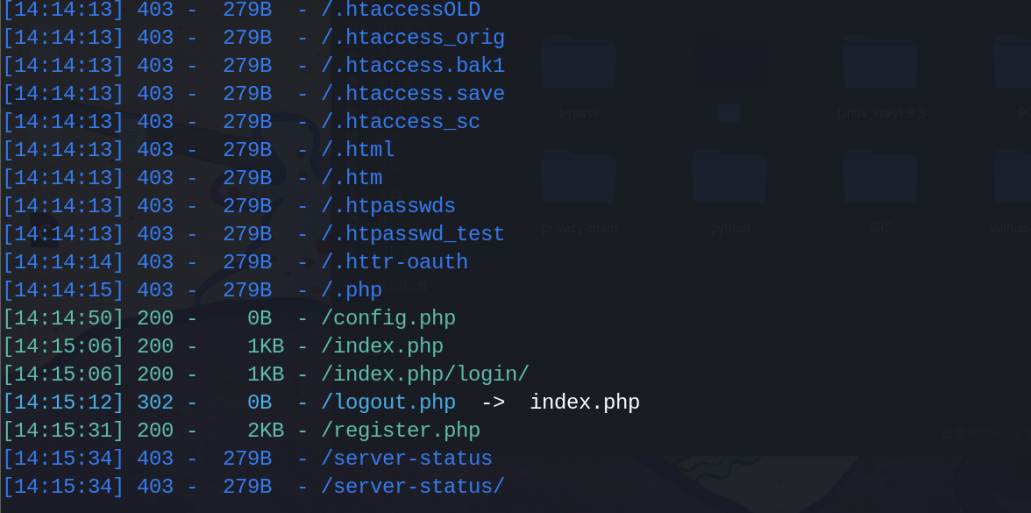 [14:14:13] 403 -  279B  - /.htaccessOLD
[14:14:13] 403 -  279B  - /.htaccess_orig
[14:14:13] 403 -  279B  - /.htaccess.bak1
[14:14:13] 403 -  279B  - /.htaccess.save
[14:14:13] 403 -  279B  - /.htaccess_sc
[14:14:13] 403 -  279B  - /.html
[14:14:13] 403 -  279B  - /.htm
[14:14:13] 403 -  279B  - /.htpasswds
[14:14:13] 403 -  279B  - /.htpasswd_test
[14:14:14] 403 -  279B  - /.httr-oauth
[14:14:15] 403 -  279B  - /.php
[14:14:50] 200 -    0B  - /config.php
[14:15:06] 200 -    1KB - /index.php
[14:15:06] 200 -    1KB - /index.php/login/
[14:15:12] 302 -    0B  - /logout.php  ->  index.php
[14:15:31] 200 -    2KB - /register.php
[14:15:34] 403 -  279B  - /server-status
[14:15:34] 403 -  279B  - /server-status/
bypass
privacy-main
python
SRC